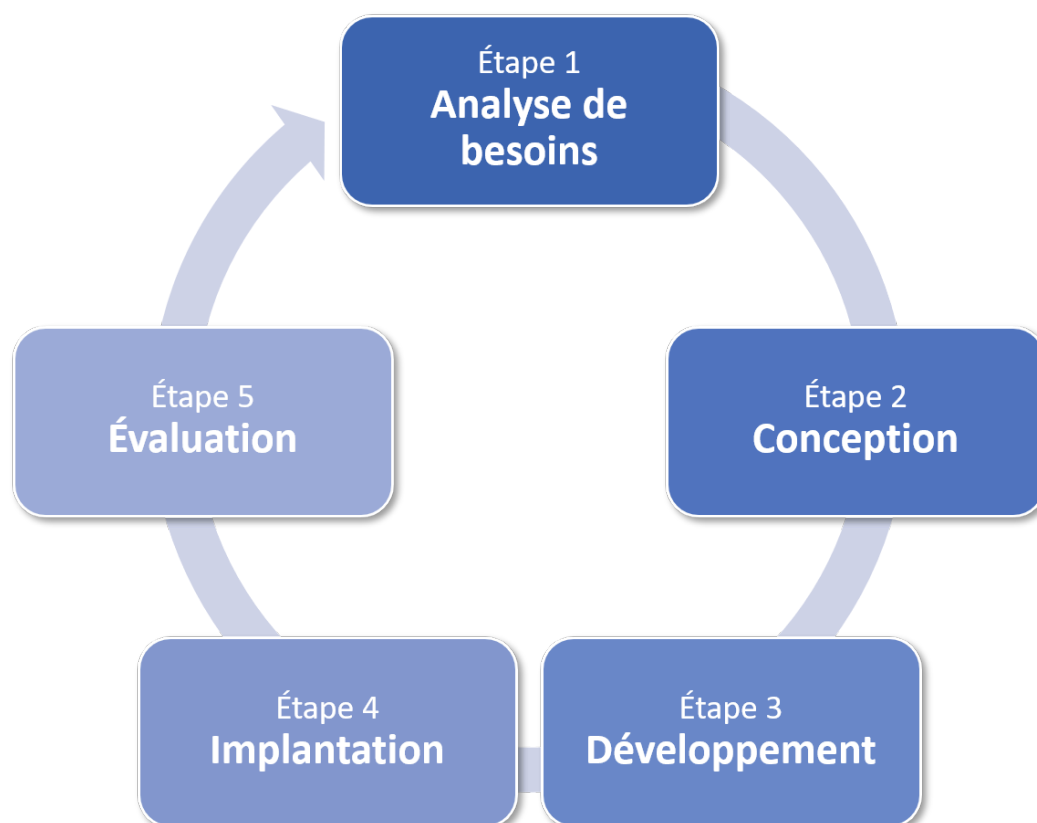 Étape 1
Analyse de
besoins
Étape 2
Conception
Étape 3
Développement
Étape 4
Implantation
Étape 5
Évaluation